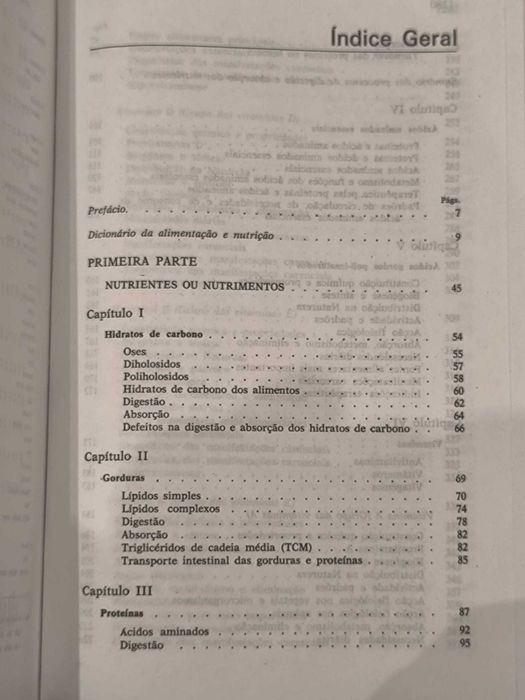 Índice Geral
Págs.
Prefácio. . . . . . . . . . . . . . . . . . . . . . . 7
Dicionário da alimentação e nutrição . . . . . . . . . . . . 9
PRIMEIRA PARTE
NUTRIENTES OU NUTRIMENTOS . . . . . . . . . . . 45
Capítulo I
Hidratos de carbono . . . . . . . . . . . . . . . . . 54
Oses . . . . . . . . . . . . . . . . . . . . 55
Diholosidos . . . . . . . . . . . . . . . . . . 57
Poliholosidos . . . . . . . . . . . . . . . . . 58
Hidratos de carbono dos alimentos . . . . . . . . . . 60
Digestão . . . . . . . . . . . . . . . . . . . 62
Absorção . . . . . . . . . . . . . . . . . . . 64
Defeitos na digestão e absorção dos hidratos de carbono . . 66
Capítulo II
Gorduras . . . . . . . . . . . . . . . . . . . . . 69
Lípidos simples . . . . . . . . . . . . . . . . . 70
Lípidos complexos . . . . . . . . . . . . . . . 74
Digestão . . . . . . . . . . . . . . . . . . . 78
Absorção . . . . . . . . . . . . . . . . . . . 82
Triglicéridos de cadeia média (TCM) . . . . . . . . . 82
Transporte intestinal das gorduras e proteínas . . . . . 85
Capítulo III
Proteínas . . . . . . . . . . . . . . . . . . . . . 87
Ácidos aminados . . . . . . . . . . . . . . . . 92
Digestão . . . . . . . . . . . . . . . . . . . 95